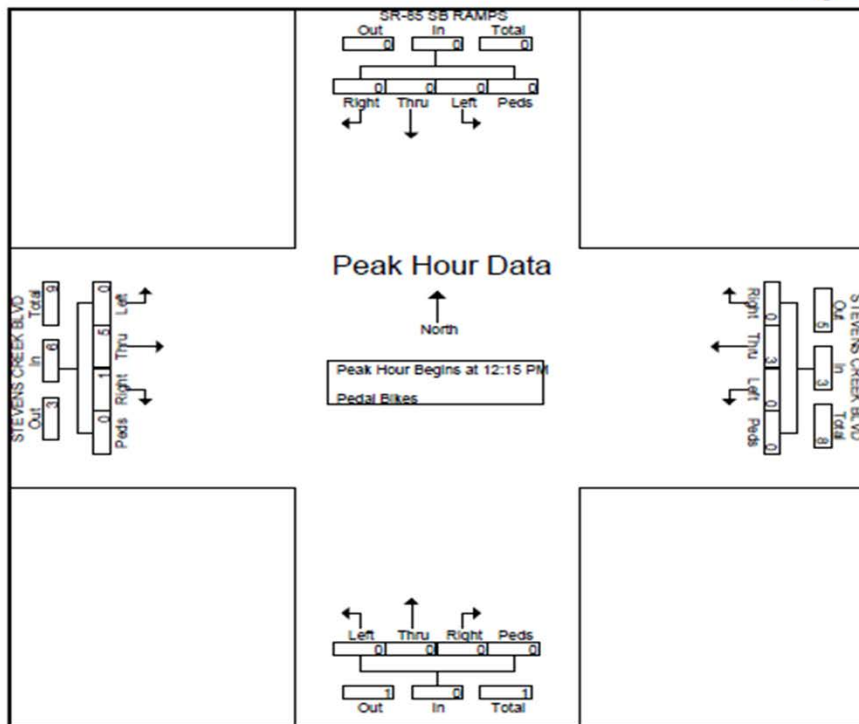 SR-85 SB RAMPS
Out In Total
0 0 0
0 0 0 0
Right Thru Left Peds
Peak Hour Data
North
Peak Hour Begins at 12:15 PM
Pedal Bikes
STEVENS CREEK BLVD
Total In Out
9 6 3
0 5 1 0
Left Thru Right Peds
Right Thru Left Peds
0 3 0 0
5 3 8
Out In Total
STEVENS CREEK BLVD
Left Thru Right Peds
0 0 0 0
1 0 1
Out In Total